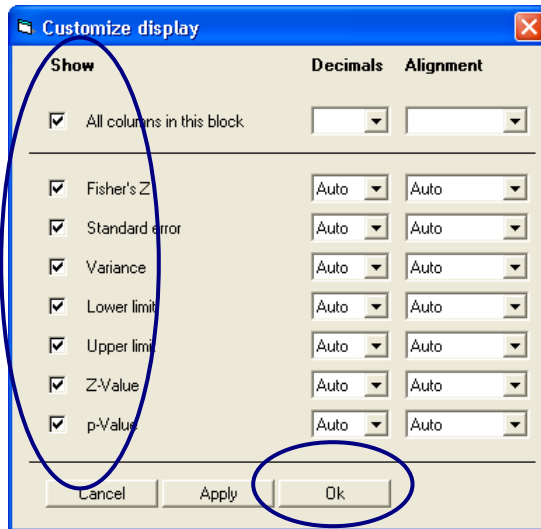 Customize display
Show Decimals Alignment
All columns in this block
Fisher's Z Auto Auto
Standard error Auto Auto
Variance Auto Auto
Lower limit Auto Auto
Upper limit Auto Auto
Z-Value Auto Auto
p-Value Auto Auto
Cancel Apply Ok